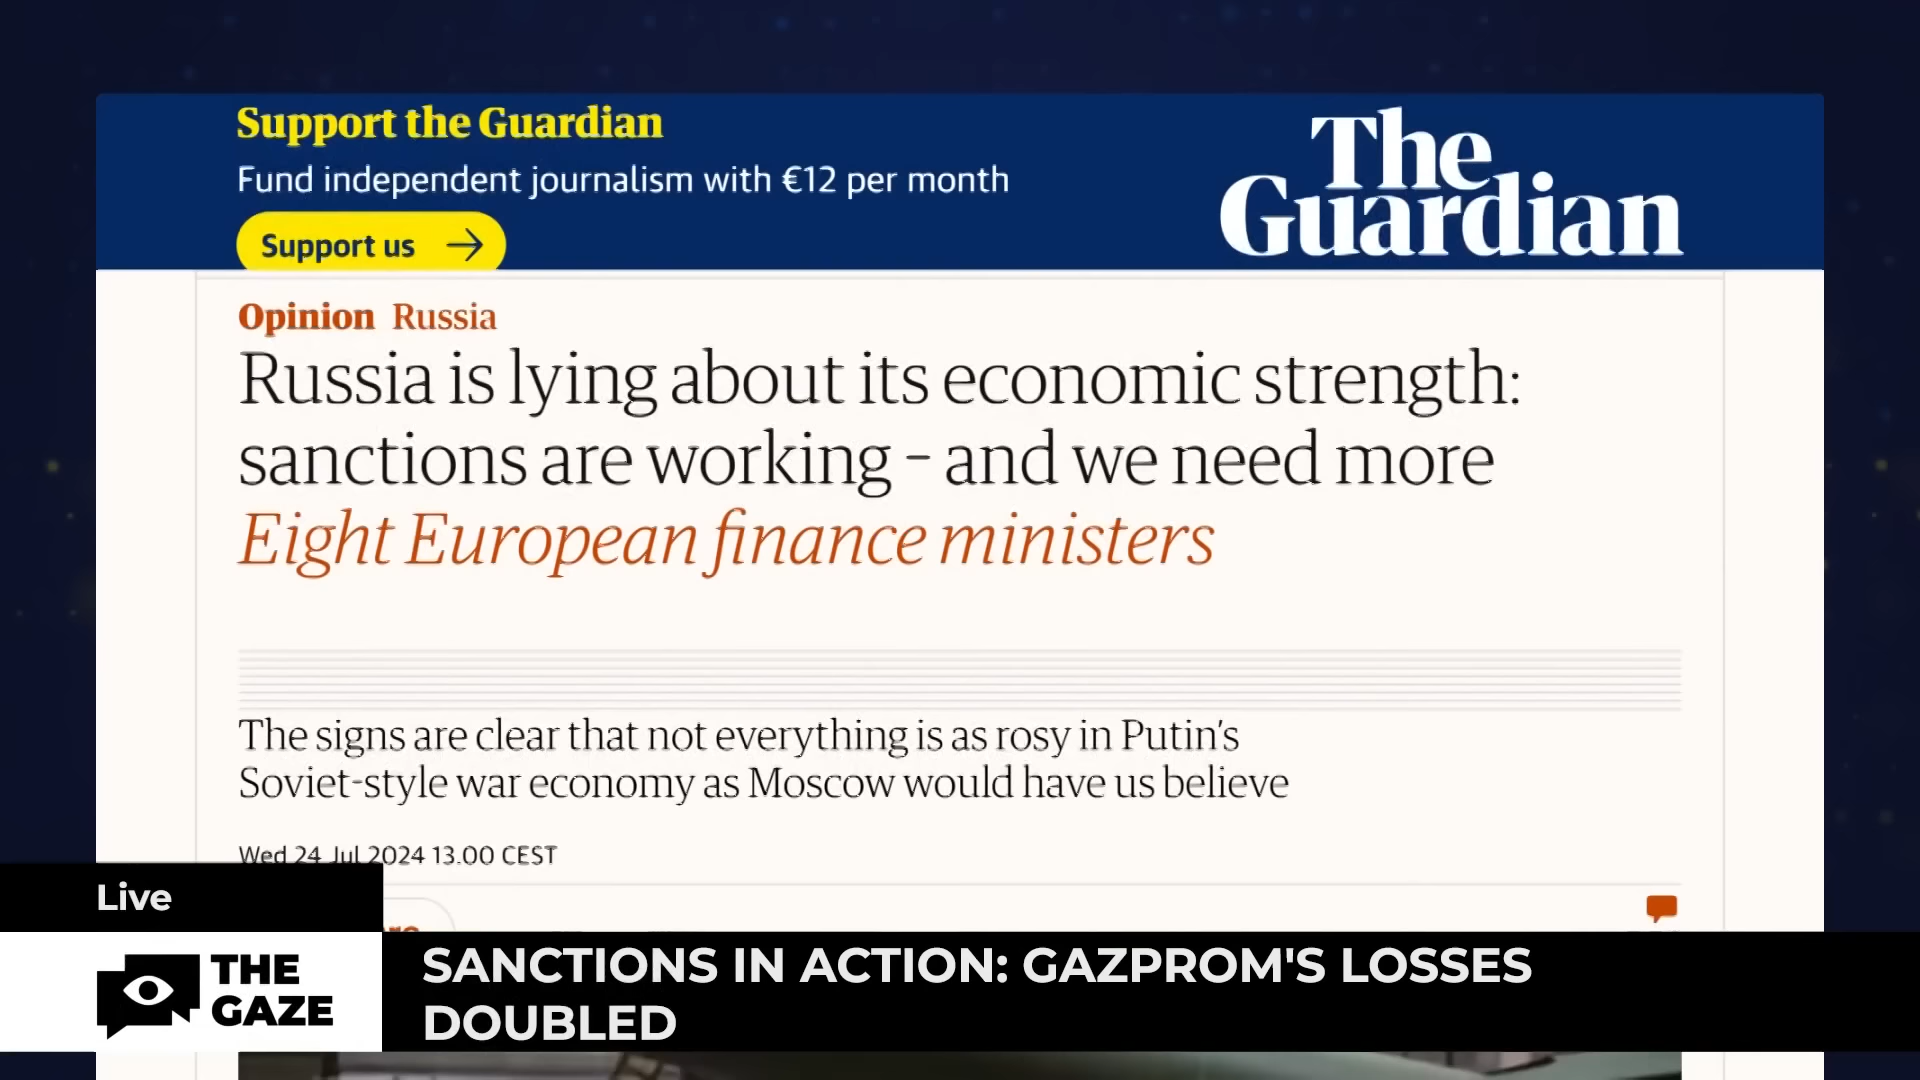 Support the Guardian
Fund independent journalism with €12 per month
Support us
The
Guardian
Opinion Russia
Russia is lying about its economic strength:
sanctions are working – and we need more
Eight European finance ministers
The signs are clear that not everything is as rosy in Putin's
Soviet-style war economy as Moscow would have us believe
Wed 24 Jul 2024 13.00 CEST
Live
THE
GAZE
SANCTIONS IN ACTION: GAZPROM'S LOSSES
DOUBLED